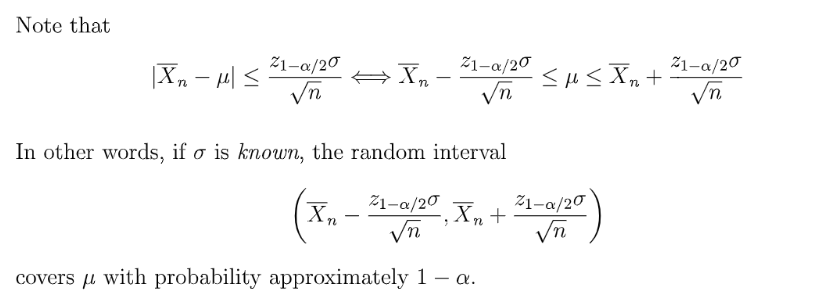 Note that
|X̅ₙ − μ| ≤ z₁₋α/₂σ/√n ⟺ X̅ₙ − z₁₋α/₂σ/√n ≤ μ ≤ X̅ₙ + z₁₋α/₂σ/√n
In other words, if σ is known, the random interval
(X̅ₙ − z₁₋α/₂σ/√n, X̅ₙ + z₁₋α/₂σ/√n)
covers μ with probability approximately 1 − α.